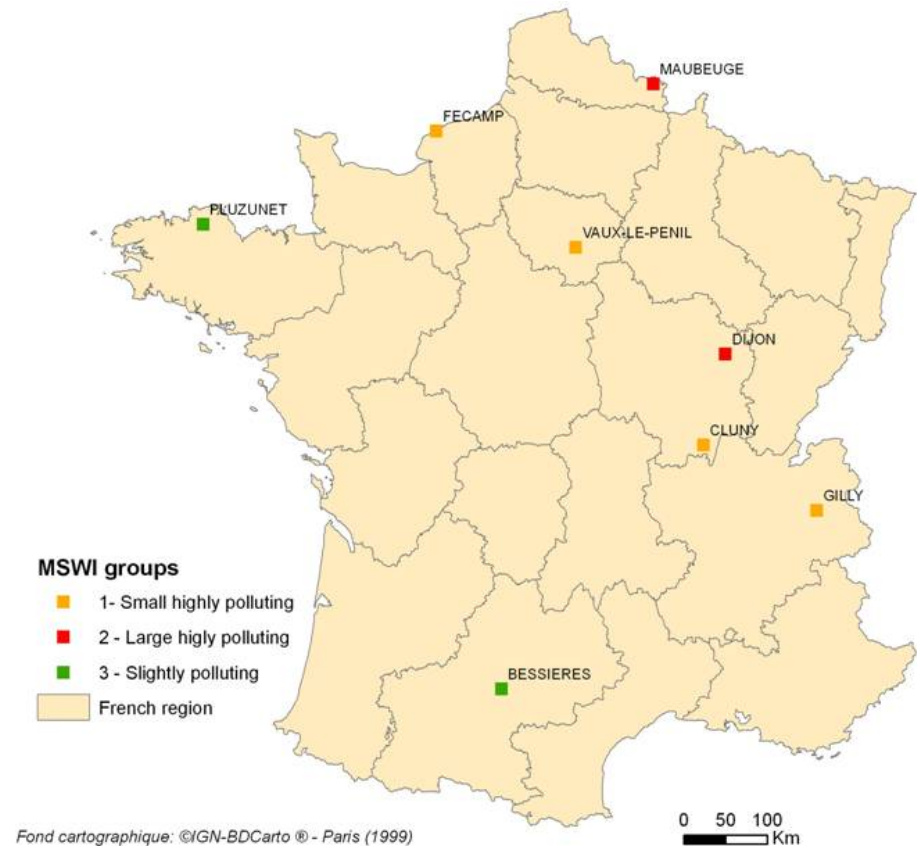 MAUBEUGE
FECAMP
PLUZUNET
VAUX-LE-PENIL
DIJON
CLUNY
GILLY
BESSIERES
MSWI groups
1- Small highly polluting
2 - Large higly polluting
3 - Slightly polluting
French region
Fond cartographique: ©IGN-BDCarto ® - Paris (1999)
0 50 100
Km